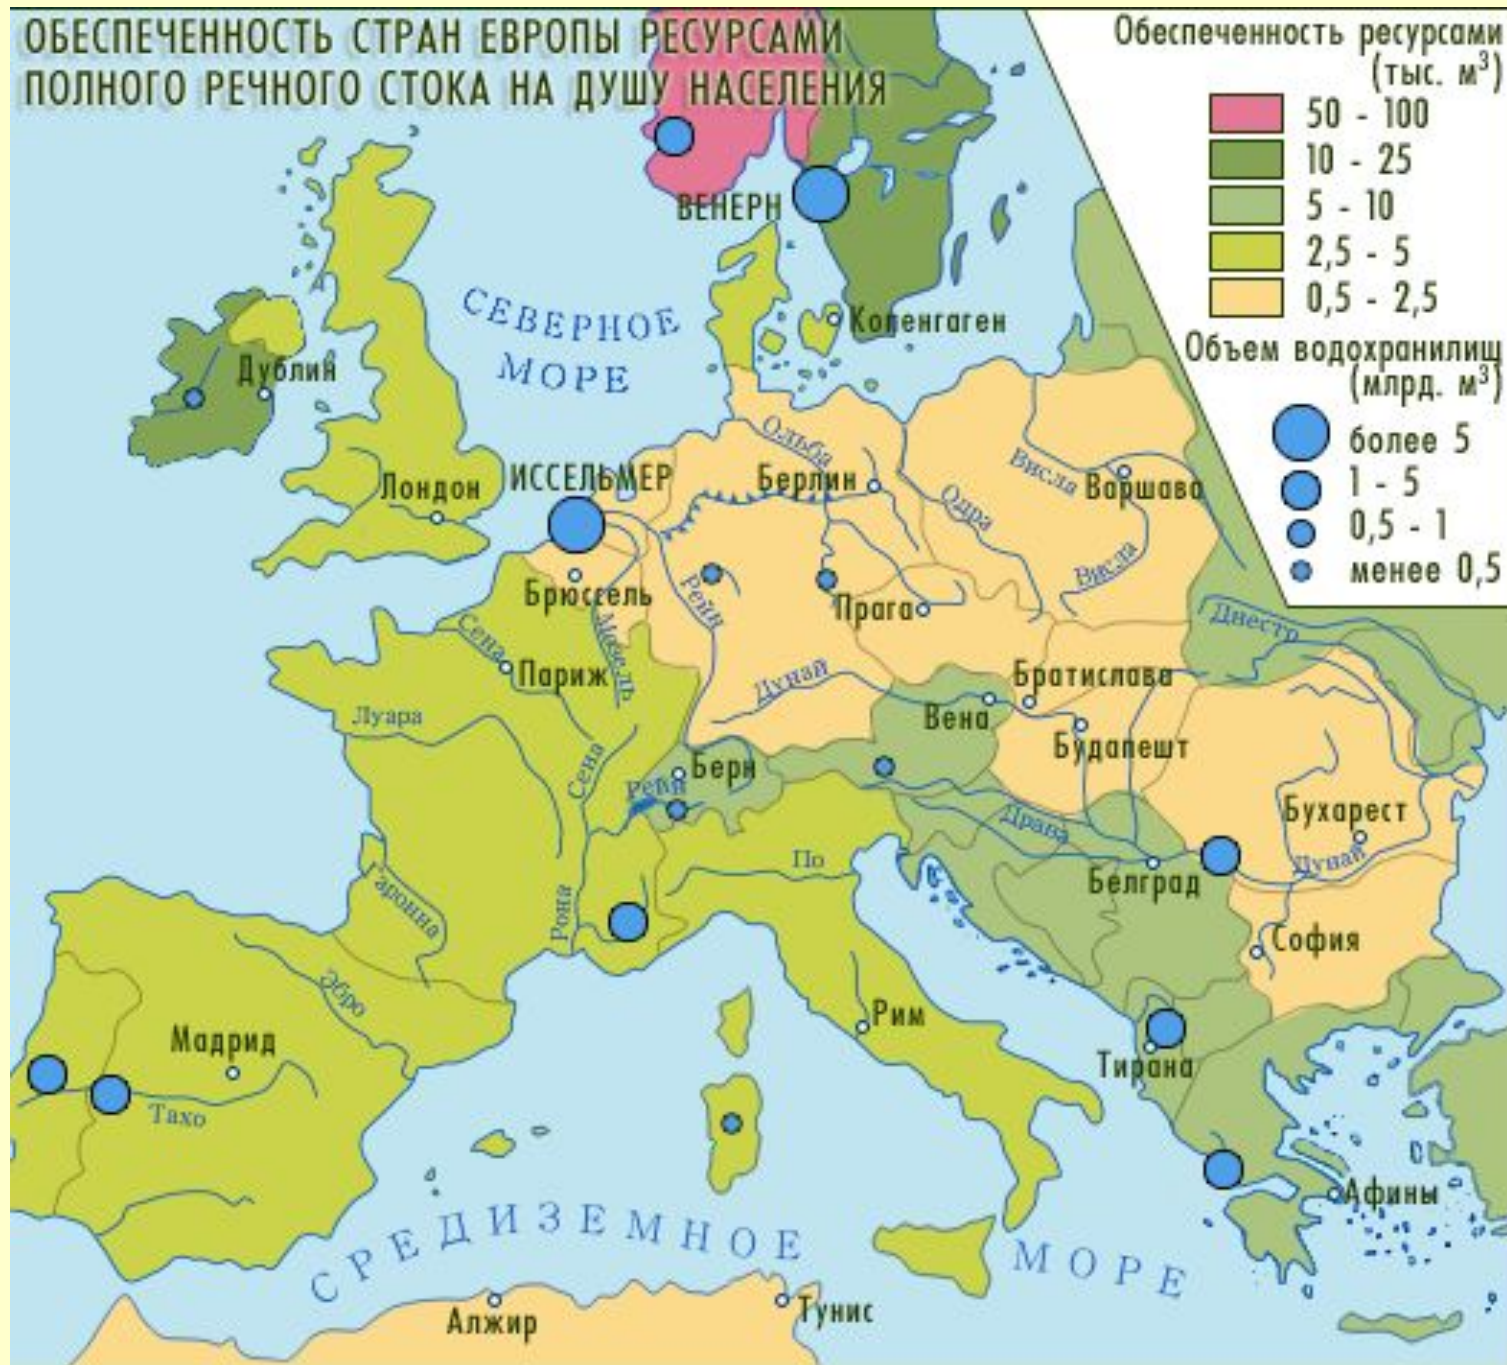 ОБЕСПЕЧЕННОСТЬ СТРАН ЕВРОПЫ РЕСУРСАМИ
ПОЛНОГО РЕЧНОГО СТОКА НА ДУШУ НАСЕЛЕНИЯ
Обеспеченность ресурсами
(тыс. м³)
50 - 100
10 - 25
5 - 10
2,5 - 5
0,5 - 2,5
Объем водохранилищ
(млрд. м³)
более 5
1 - 5
0,5 - 1
менее 0,5
ВЕНЕРН
СЕВЕРНОЕ
МОРЕ
Копенгаген
Дублин
Ольба
Лондон
ИССЕЛЬМЕР
Берлин
Висла
Варшава
Одра
Висла
Брюссель
Рейн
Прага
Днестр
Сена
Мозель
Париж
Дунай
Братислава
Луара
Вена
Будапешт
Сена
Берн
Рейн
Драва
Бухарест
По
Дунай
Белград
Гаронна
Рона
София
Эбро
Мадрид
Рим
Тирана
Тахо
Афины
СРЕДИЗЕМНОЕ МОРЕ
Алжир
Тунис